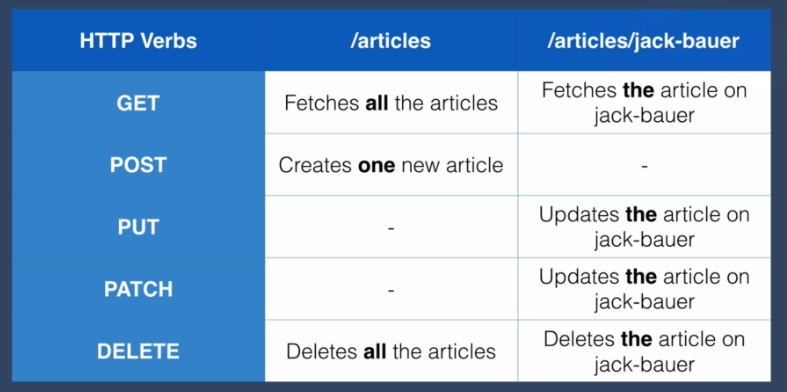 HTTP Verbs
/articles
/articles/jack-bauer
GET
Fetches all the articles
Fetches the article on
jack-bauer
POST
Creates one new article
-
PUT
-
Updates the article on
jack-bauer
PATCH
-
Updates the article on
jack-bauer
DELETE
Deletes all the articles
Deletes the article on
jack-bauer